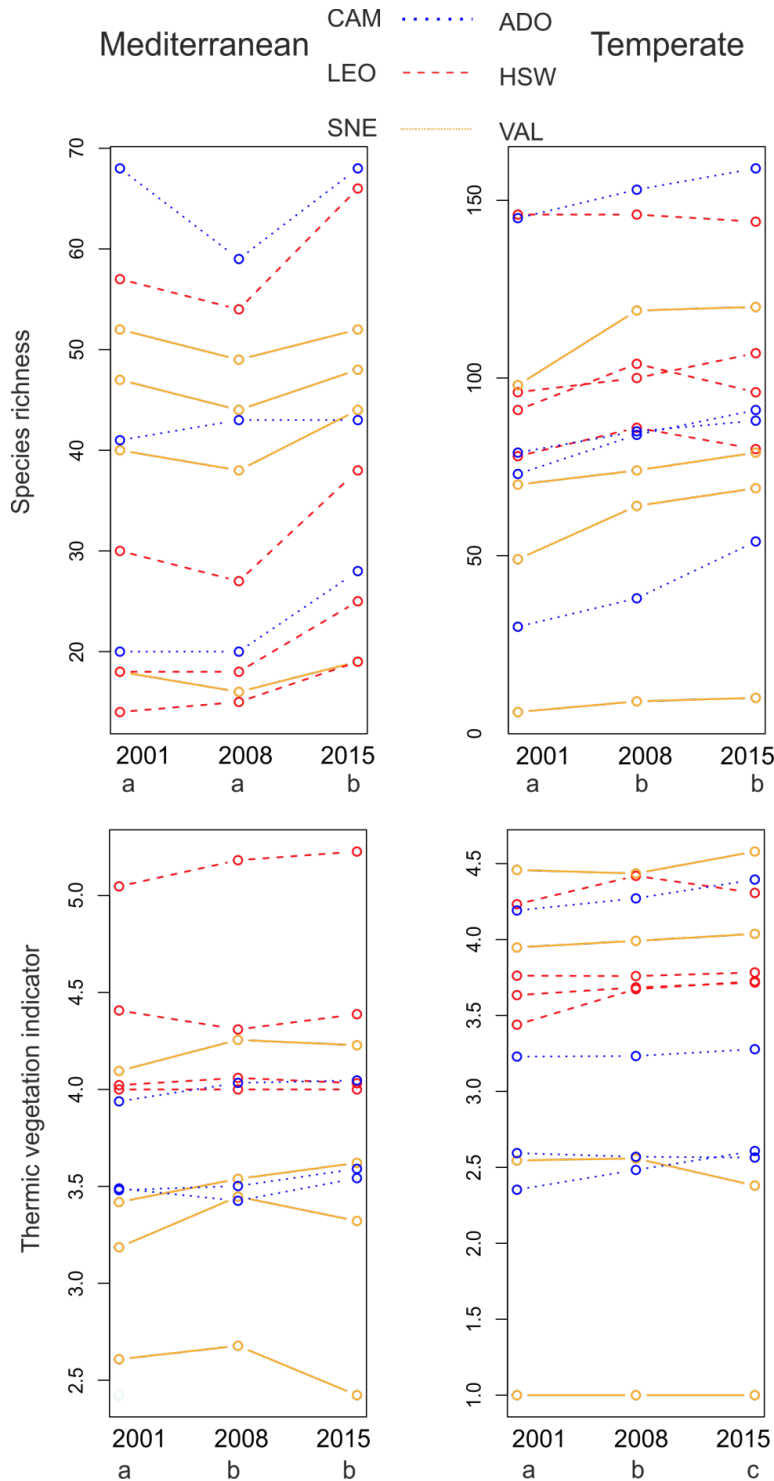 CAM ADO
Mediterranean Temperate
LEO HSW
SNE VAL
Species richness
70
60
50
40
30
20
150
100
50
0
2001 2008 2015
a a b
2001 2008 2015
a b b
Thermic vegetation indicator
5.0
4.5
4.0
3.5
3.0
2.5
4.5
4.0
3.5
3.0
2.5
2.0
1.5
1.0
2001 2008 2015
a b b
2001 2008 2015
a b c